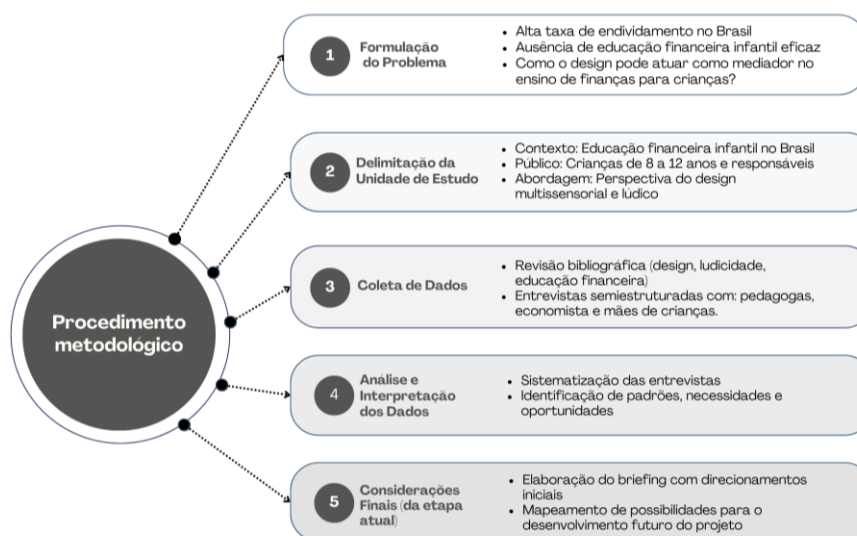 Procedimento
metodológico
1
Formulação
do Problema
• Alta taxa de endividamento no Brasil
• Ausência de educação financeira infantil eficaz
• Como o design pode atuar como mediador no
ensino de finanças para crianças?
2
Delimitação da
Unidade de Estudo
• Contexto: Educação financeira infantil no Brasil
• Público: Crianças de 8 a 12 anos e responsáveis
• Abordagem: Perspectiva do design
multissensorial e lúdico
3
Coleta de Dados
• Revisão bibliográfica (design, ludicidade,
educação financeira)
• Entrevistas semiestruturadas com: pedagogas,
economista e mães de crianças.
4
Análise e
Interpretação
dos Dados
• Sistematização das entrevistas
• Identificação de padrões, necessidades e
oportunidades
5
Considerações
Finais (da etapa
atual)
• Elaboração do briefing com direcionamentos
iniciais
• Mapeamento de possibilidades para o
desenvolvimento futuro do projeto